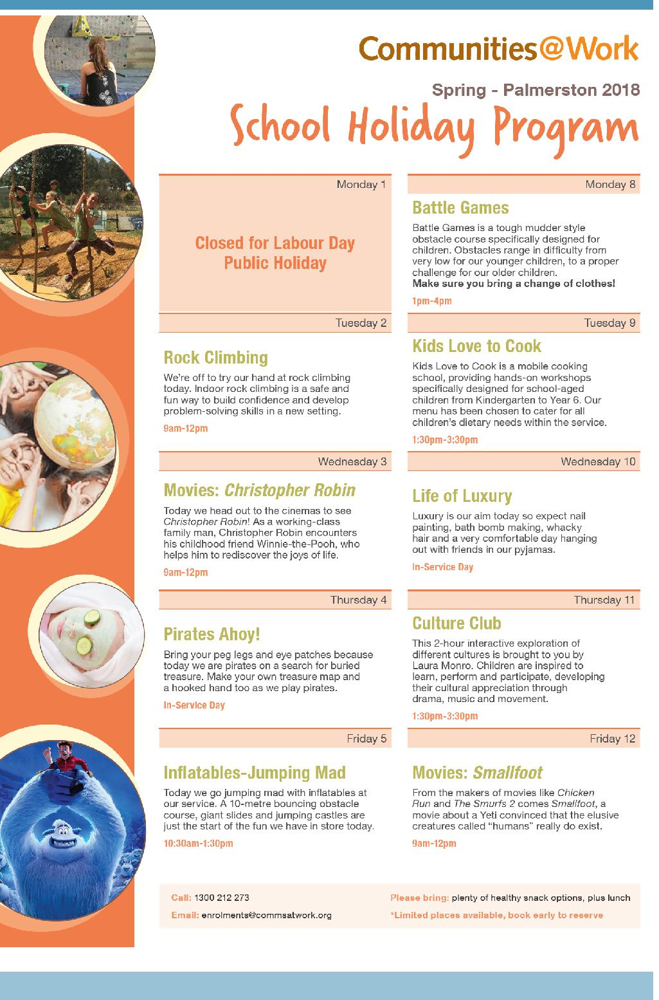 Communities@Work
Spring - Palmerston 2018
School Holiday Program
Monday 1
Closed for Labour Day
Public Holiday
Tuesday 2
Rock Climbing
We're off to try our hand at rock climbing
today. Indoor rock climbing is a safe and
fun way to build confidence and develop
problem-solving skills in a new setting.
9am-12pm
Wednesday 3
Movies: Christopher Robin
Today we head out to the cinemas to see
Christopher Robin! As a working-class
family man, Christopher Robin encounters
his childhood friend Winnie-the-Pooh, who
helps him to rediscover the joys of life.
9am-12pm
Thursday 4
Pirates Ahoy!
Bring your peg legs and eye patches because
today we are pirates on a search for buried
treasure. Make your own treasure map and
a hooked hand too as we play pirates.
In-Service Day
Friday 5
Inflatables-Jumping Mad
Today we go jumping mad with inflatables at
our service. A 10-metre bouncing obstacle
course, giant slides and jumping castles are
just the start of the fun we have in store today.
10:30am-1:30pm
Monday 8
Battle Games
Battle Games is a tough mudder style
obstacle course specifically designed for
children. Obstacles range in difficulty from
very low for our younger children, to a proper
challenge for our older children.
Make sure you bring a change of clothes!
1pm-4pm
Tuesday 9
Kids Love to Cook
Kids Love to Cook is a mobile cooking
school, providing hands-on workshops
specifically designed for school-aged
children from Kindergarten to Year 6. Our
menu has been chosen to cater for all
children's dietary needs within the service.
1:30pm-3:30pm
Wednesday 10
Life of Luxury
Luxury is our aim today so expect nail
painting, bath bomb making, whacky
hair and a very comfortable day hanging
out with friends in our pyjamas.
In-Service Day
Thursday 11
Culture Club
This 2-hour interactive exploration of
different cultures is brought to you by
Laura Monro. Children are inspired to
learn, perform and participate, developing
their cultural appreciation through
drama, music and movement.
1:30pm-3:30pm
Friday 12
Movies: Smallfoot
From the makers of movies like Chicken
Run and The Smurfs 2 comes Smallfoot, a
movie about a Yeti convinced that the elusive
creatures called “humans” really do exist.
9am-12pm
Call: 1300 212 273
Email: enrolments@commsatwork.org
Please bring: plenty of healthy snack options, plus lunch
*Limited places available, book early to reserve